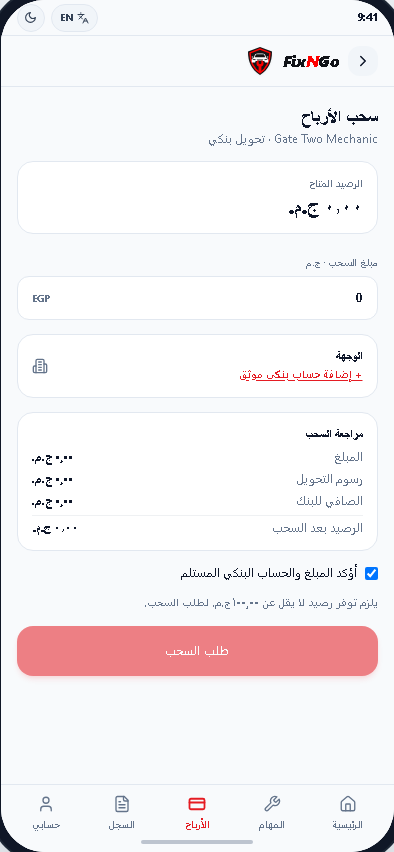 9:41
EN
FixNGo
سحب الأرباح
Gate Two Mechanic · تحويل بنكي
الرصيد المتاح
٠٫٠٠ ج.م.
مبلغ السحب · ج.م
0
EGP
الوجهة
+ إضافة حساب بنكي موثق
مراجعة السحب
المبلغ
٠٫٠٠ ج.م.
رسوم التحويل
٠٫٠٠ ج.م.
الصافي للبنك
٠٫٠٠ ج.م.
الرصيد بعد السحب
٠٫٠٠ ج.م.
أؤكد المبلغ والحساب البنكي المستلم
يلزم توفر رصيد لا يقل عن ١٠٠٫٠٠ ج.م. لطلب السحب.
طلب السحب
الرئيسية
المهام
الأرباح
السجل
حسابي